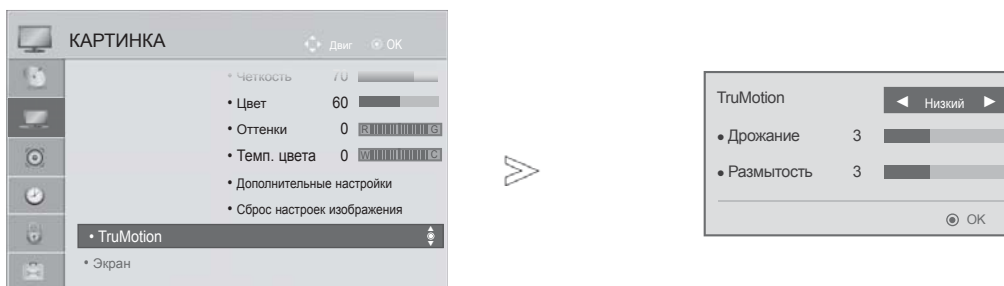 КАРТИНКА Двиг OK
• Четкость 70
• Цвет 60
• Оттенки 0 R G
• Темп. цвета 0 W C
• Дополнительные настройки
• Сброс настроек изображения
• TruMotion
• Экран
TruMotion ◀ Низкий ▶
• Дрожание 3
• Размытость 3
OK